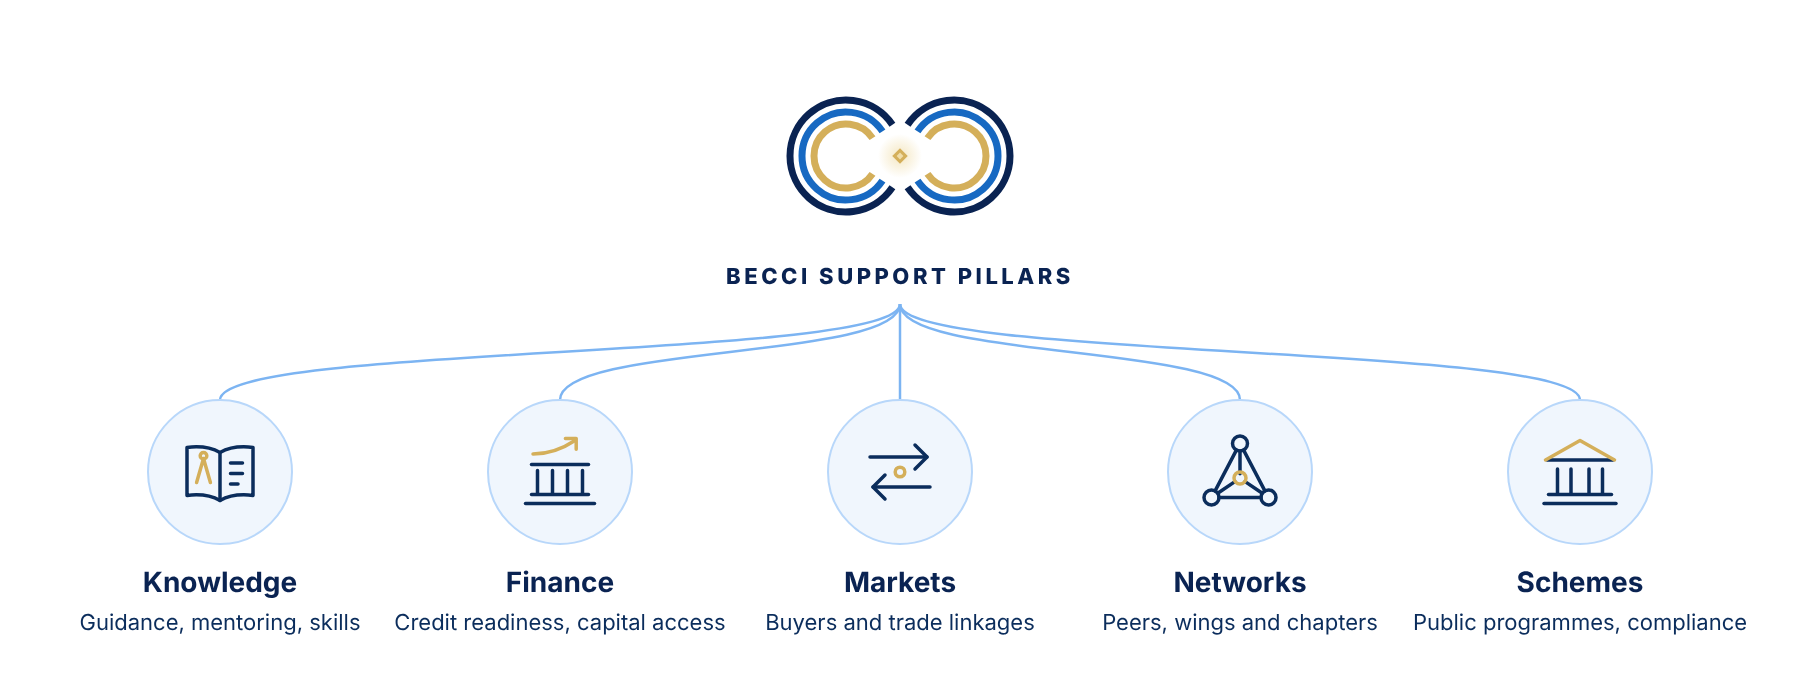 BECCI SUPPORT PILLARS
Knowledge
Guidance, mentoring, skills
Finance
Credit readiness, capital access
Markets
Buyers and trade linkages
Networks
Peers, wings and chapters
Schemes
Public programmes, compliance